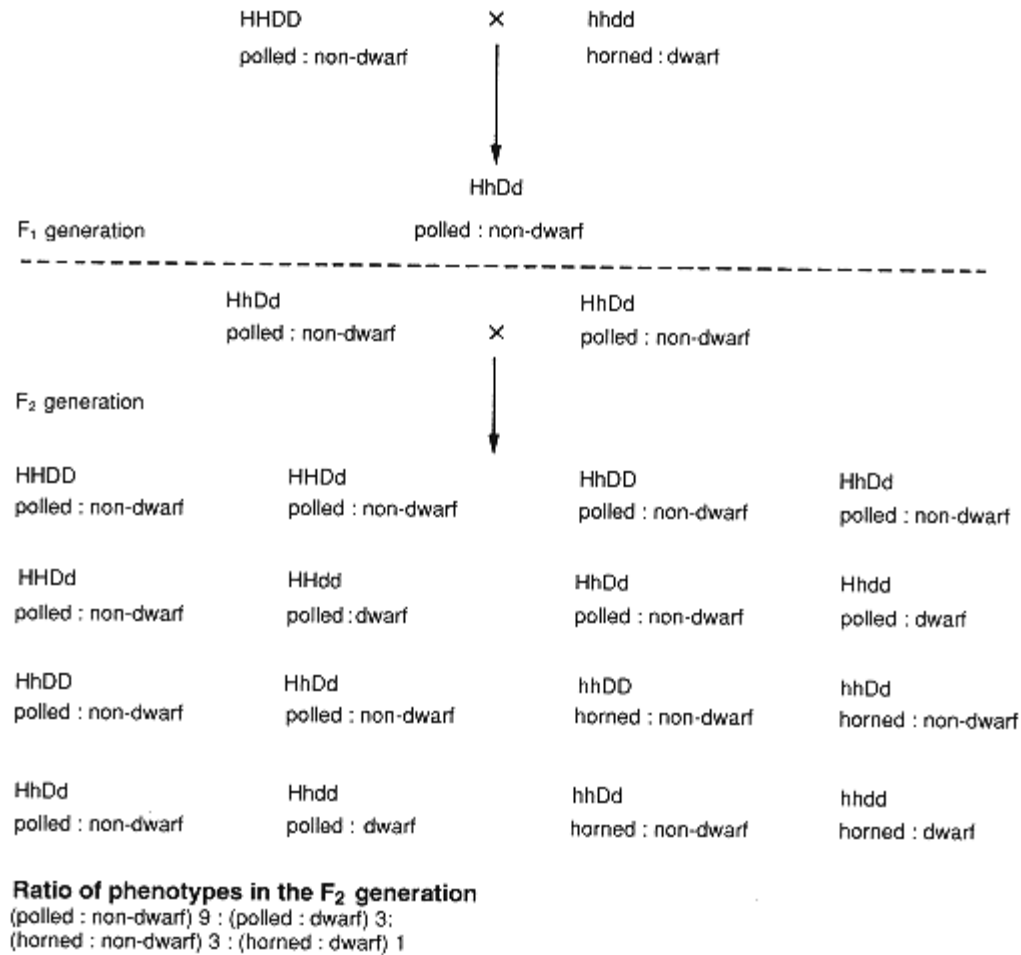 HHDD × hhdd
polled : non-dwarf horned : dwarf
HhDd
F₁ generation polled : non-dwarf
HhDd HhDd
polled : non-dwarf × polled : non-dwarf
F₂ generation
HHDD HHDd HhDD HhDd
polled : non-dwarf polled : non-dwarf polled : non-dwarf polled : non-dwarf
HHDd HHdd HhDd Hhdd
polled : non-dwarf polled : dwarf polled : non-dwarf polled : dwarf
HhDD HhDd hhDD hhDd
polled : non-dwarf polled : non-dwarf horned : non-dwarf horned : non-dwarf
HhDd Hhdd hhDd hhdd
polled : non-dwarf polled : dwarf horned : non-dwarf horned : dwarf
Ratio of phenotypes in the F₂ generation
(polled : non-dwarf) 9 : (polled : dwarf) 3:
(horned : non-dwarf) 3 : (horned : dwarf) 1